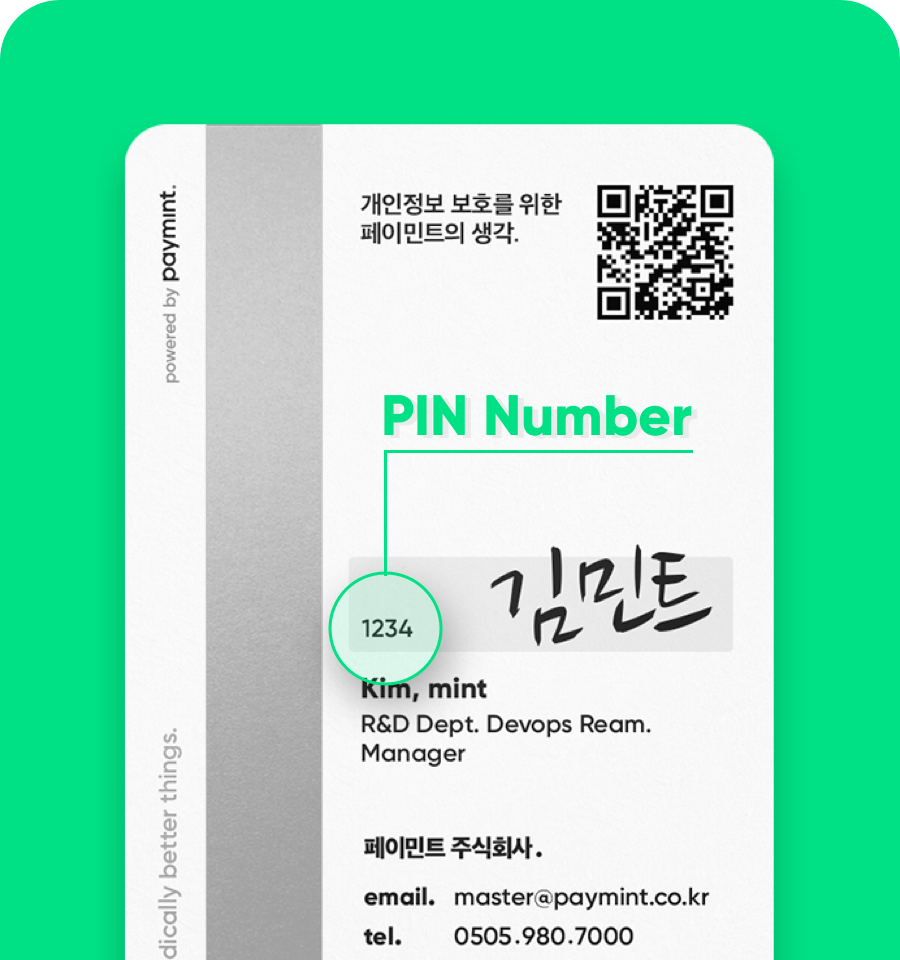 powered by paymint.
개인정보 보호를 위한
페이민트의 생각.
PIN Number
김민트
1234
Kim, mint
R&D Dept. Devops Ream.
Manager
better things.
페이민트 주식회사.
email. master@paymint.co.kr
tel. 0505.980.7000